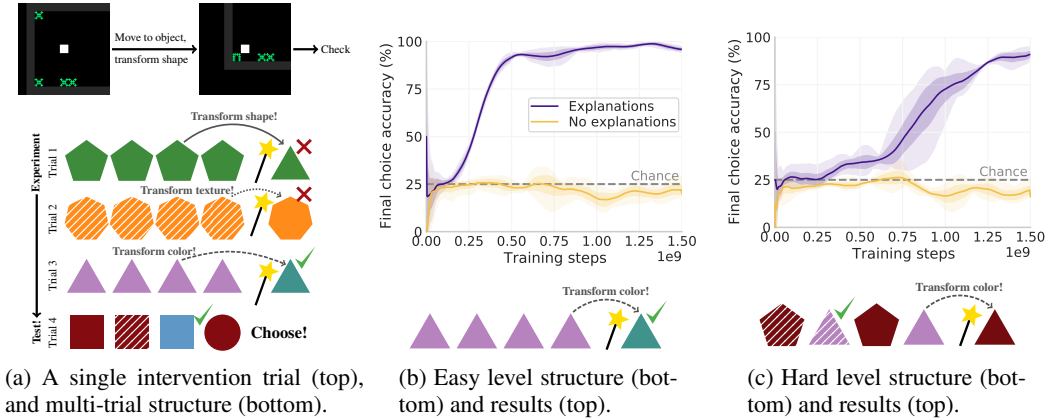 Move to object,
transform shape
Check
Experiment
Test!
Trial 1
Transform shape!
Trial 2
Transform texture!
Trial 3
Transform color!
Trial 4
Choose!
(a) A single intervention trial (top),
and multi-trial structure (bottom).
Final choice accuracy (%)
100
75
50
25
0
Explanations
No explanations
Chance
0.00 0.25 0.50 0.75 1.00 1.25 1.50
Training steps
1e9
Transform color!
(b) Easy level structure (bot-
tom) and results (top).
Final choice accuracy (%)
100
75
50
25
0
Chance
0.00 0.25 0.50 0.75 1.00 1.25 1.50
Training steps
1e9
Transform color!
(c) Hard level structure (bot-
tom) and results (top).